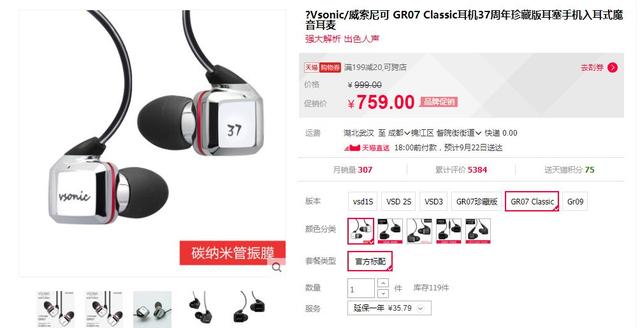 ?Vsonic/威索尼可 GR07 Classic耳机37周年珍藏版耳塞手机入耳式魔
音耳麦
强大解析 出色人声
天猫 购物券 满199减20,可跨店 去刮券
价格 ¥999.00
促销价 ¥759.00 品牌促销
运费 湖北武汉 至 成都 锦江区 督院街街道 快递 0.00
天猫直送 18:00前付款，预计9月22日送达
月销量 307 累计评价 5384 送天猫积分 75
版本 vsd1S VSD 2S VSD3 GR07珍藏版 GR07 Classic Gr09
颜色分类
套餐类型 官方标配
数量 1 件 库存119件
服务 延保一年 ¥35.79
37
vsonic
碳纳米管振膜